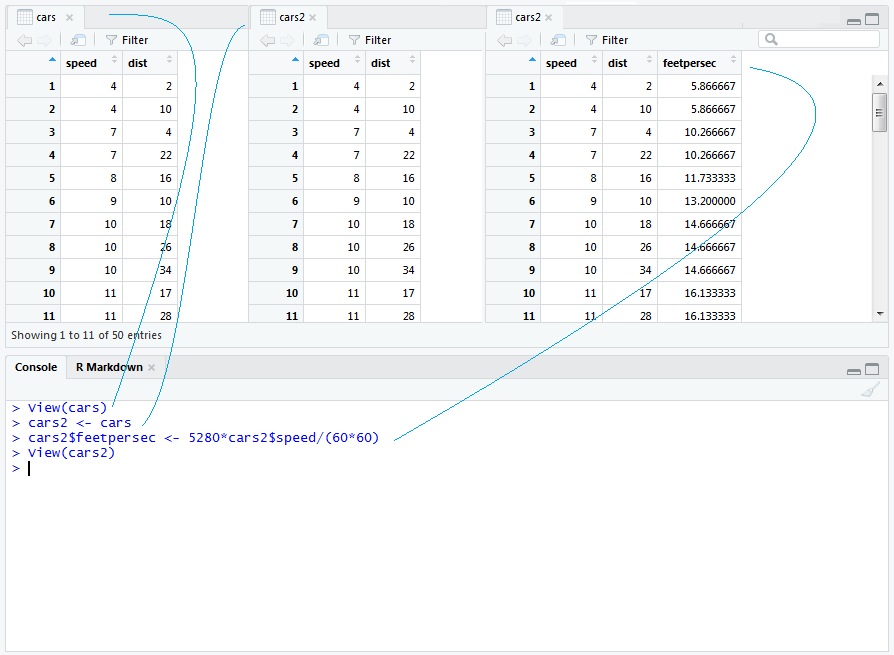 cars cars2 cars2
Filter Filter Filter
speed dist speed dist speed dist feetpersec
1 4 2 1 4 2 1 4 2 5.866667
2 4 10 2 4 10 2 4 10 5.866667
3 7 4 3 7 4 3 7 4 10.266667
4 7 22 4 7 22 4 7 22 10.266667
5 8 16 5 8 16 5 8 16 11.733333
6 9 10 6 9 10 6 9 10 13.200000
7 10 18 7 10 18 7 10 18 14.666667
8 10 26 8 10 26 8 10 26 14.666667
9 10 34 9 10 34 9 10 34 14.666667
10 11 17 10 11 17 10 11 17 16.133333
11 11 28 11 11 28 11 11 28 16.133333
Showing 1 to 11 of 50 entries
Console R Markdown
> View(cars)
> cars2 <- cars
> cars2$feetpersec <- 5280*cars2$speed/(60*60)
> View(cars2)
>